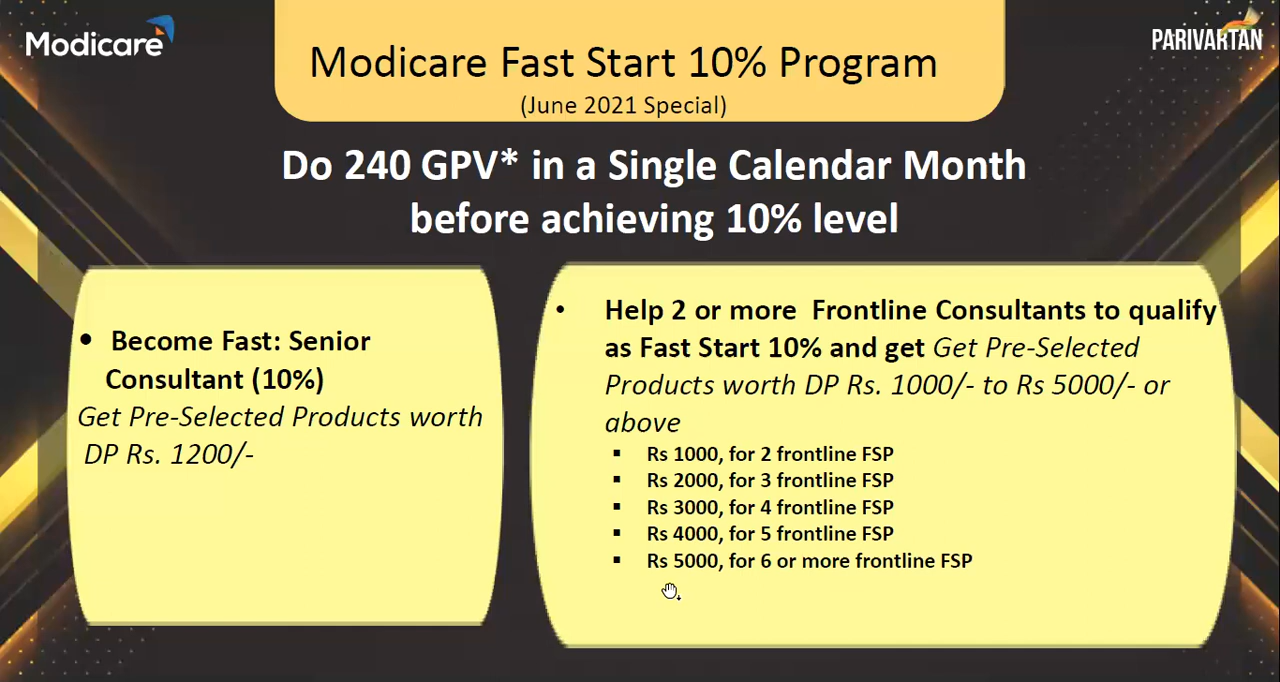 Modicare
PARIVARTAN
Modicare Fast Start 10% Program
(June 2021 Special)
Do 240 GPV* in a Single Calendar Month
before achieving 10% level
• Become Fast: Senior
Consultant (10%)
Get Pre-Selected Products worth
DP Rs. 1200/-
• Help 2 or more Frontline Consultants to qualify
as Fast Start 10% and get Get Pre-Selected
Products worth DP Rs. 1000/- to Rs 5000/- or
above
▪ Rs 1000, for 2 frontline FSP
▪ Rs 2000, for 3 frontline FSP
▪ Rs 3000, for 4 frontline FSP
▪ Rs 4000, for 5 frontline FSP
▪ Rs 5000, for 6 or more frontline FSP